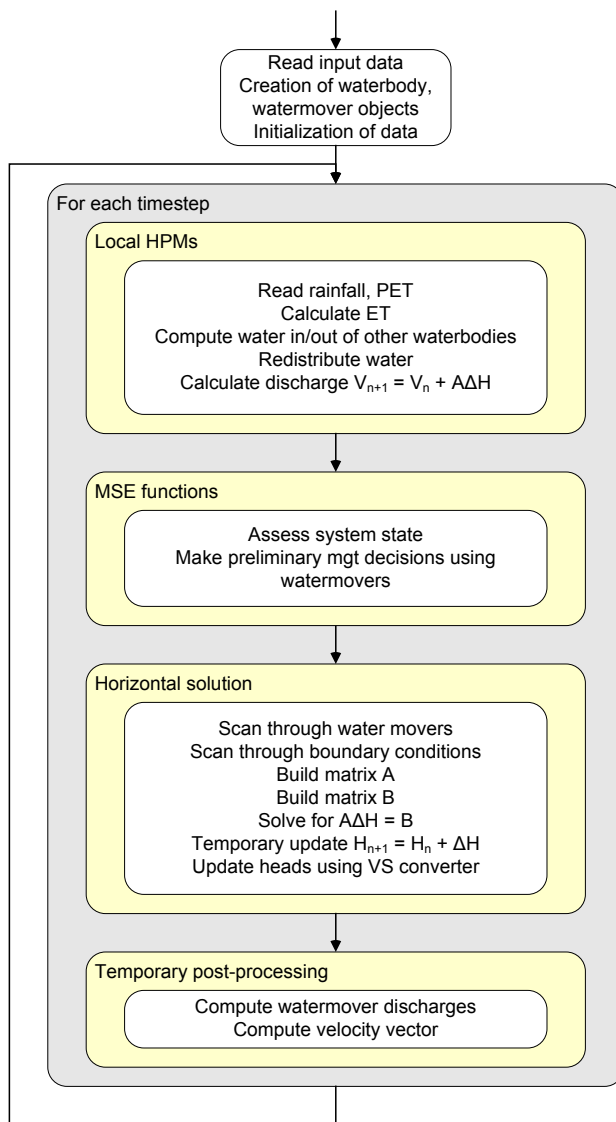 Read input data
Creation of waterbody,
watermover objects
Initialization of data
For each timestep
Local HPMs
Read rainfall, PET
Calculate ET
Compute water in/out of other waterbodies
Redistribute water
Calculate discharge Vₙ₊₁ = Vₙ + AΔH
MSE functions
Assess system state
Make preliminary mgt decisions using
watermovers
Horizontal solution
Scan through water movers
Scan through boundary conditions
Build matrix A
Build matrix B
Solve for AΔH = B
Temporary update Hₙ₊₁ = Hₙ + ΔH
Update heads using VS converter
Temporary post-processing
Compute watermover discharges
Compute velocity vector